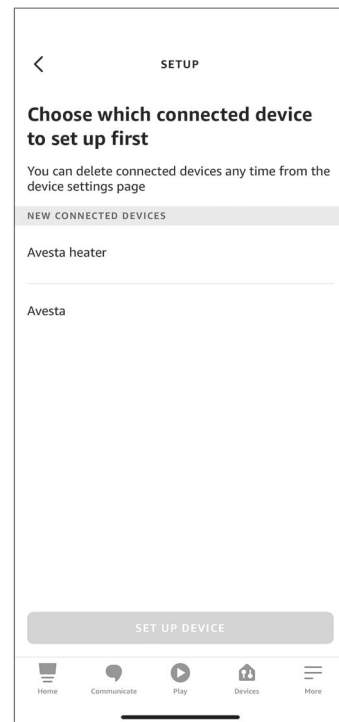 SETUP
Choose which connected device
to set up first
You can delete connected devices any time from the
device settings page
NEW CONNECTED DEVICES
Avesta heater
Avesta
SET UP DEVICE
Home Communicate Play Devices More